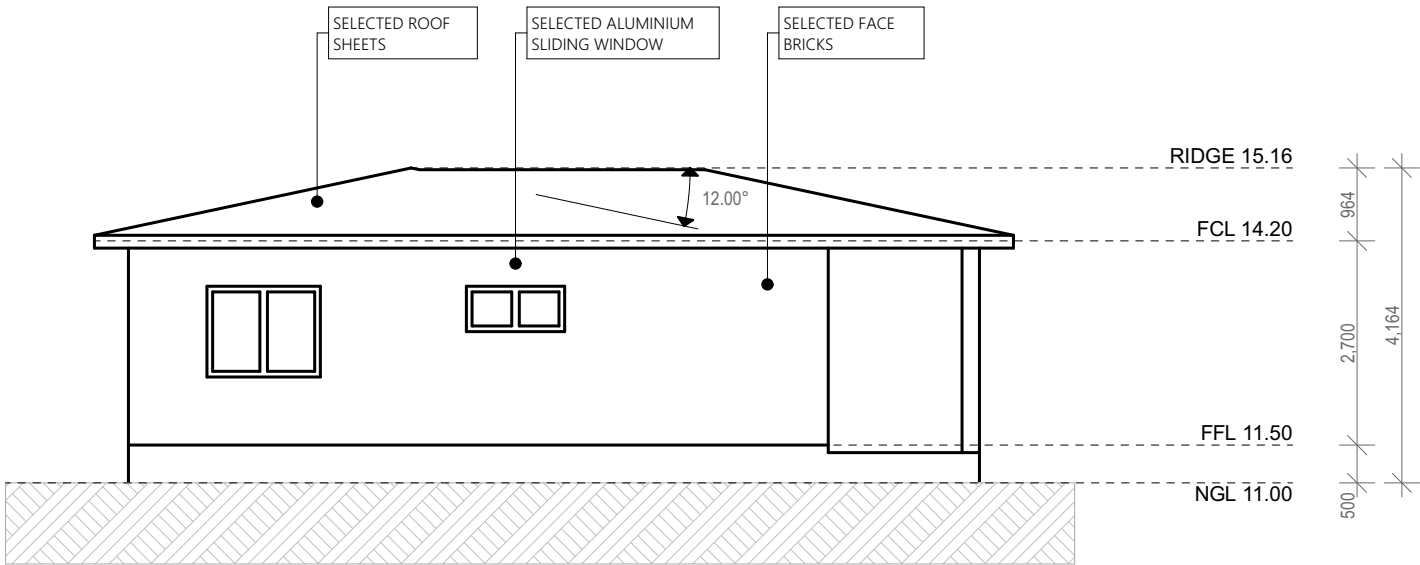 SELECTED ROOF
SHEETS
SELECTED ALUMINIUM
SLIDING WINDOW
SELECTED FACE
BRICKS
RIDGE 15.16
12.00°
964
FCL 14.20
2,700
4,164
FFL 11.50
NGL 11.00
500